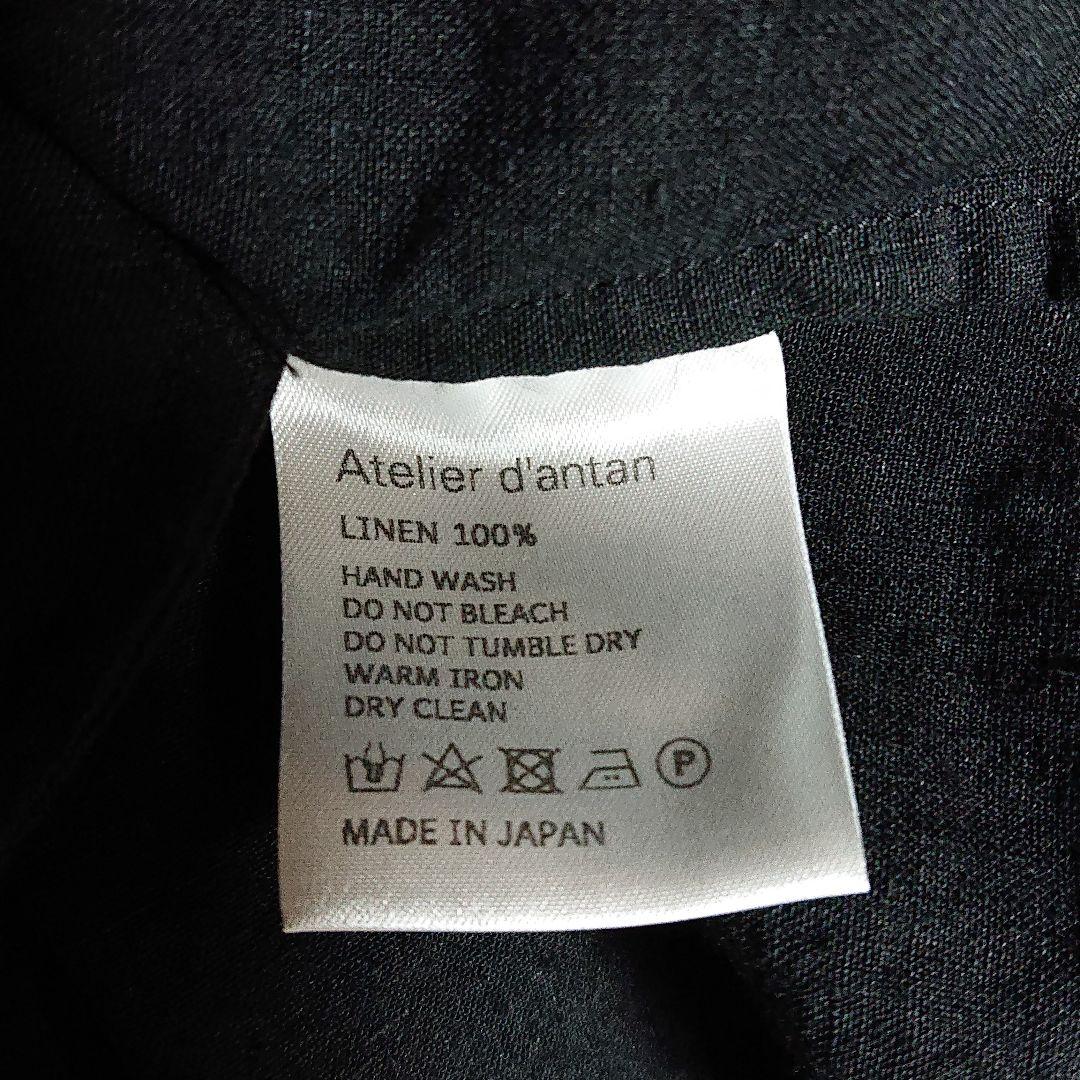 Atelier d'antan
LINEN 100%
HAND WASH
DO NOT BLEACH
DO NOT TUMBLE DRY
WARM IRON
DRY CLEAN
P
MADE IN JAPAN